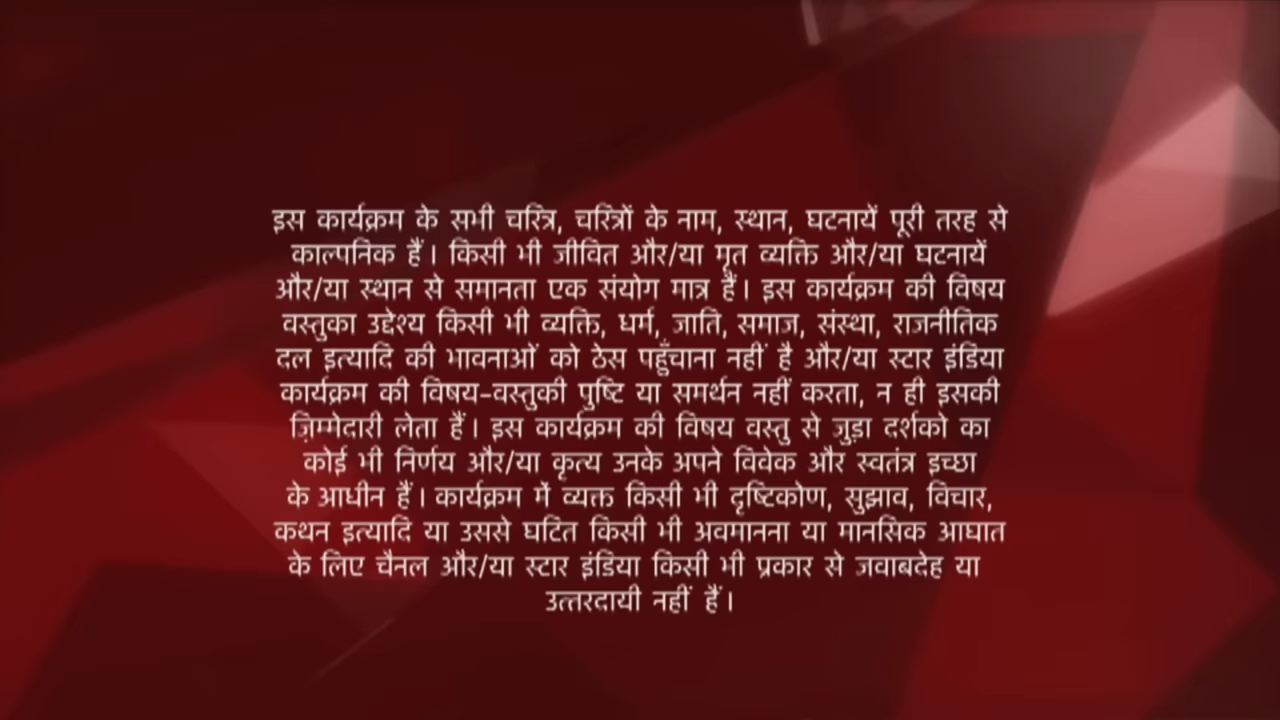 इस कार्यक्रम के सभी चरित्र, चरित्रों के नाम, स्थान, घटनायें पूरी तरह से
काल्पनिक हैं। किसी भी जीवित और/या मृत व्यक्ति और/या घटनायें
और/या स्थान से समानता एक संयोग मात्र हैं। इस कार्यक्रम की विषय
वस्तुका उद्देश्य किसी भी व्यक्ति, धर्म, जाति, समाज, संस्था, राजनीतिक
दल इत्यादि की भावनाओं को ठेस पहुँचाना नहीं है और/या स्टार इंडिया
कार्यक्रम की विषय-वस्तुकी पुष्टि या समर्थन नहीं करता, न ही इसकी
ज़िम्मेदारी लेता हैं। इस कार्यक्रम की विषय वस्तु से जुड़ा दर्शको का
कोई भी निर्णय और/या कृत्य उनके अपने विवेक और स्वतंत्र इच्छा
के आधीन हैं। कार्यक्रम में व्यक्त किसी भी दृष्टिकोण, सुझाव, विचार,
कथन इत्यादि या उससे घटित किसी भी अवमानना या मानसिक आघात
के लिए चैनल और/या स्टार इंडिया किसी भी प्रकार से जवाबदेह या
उत्तरदायी नहीं हैं।